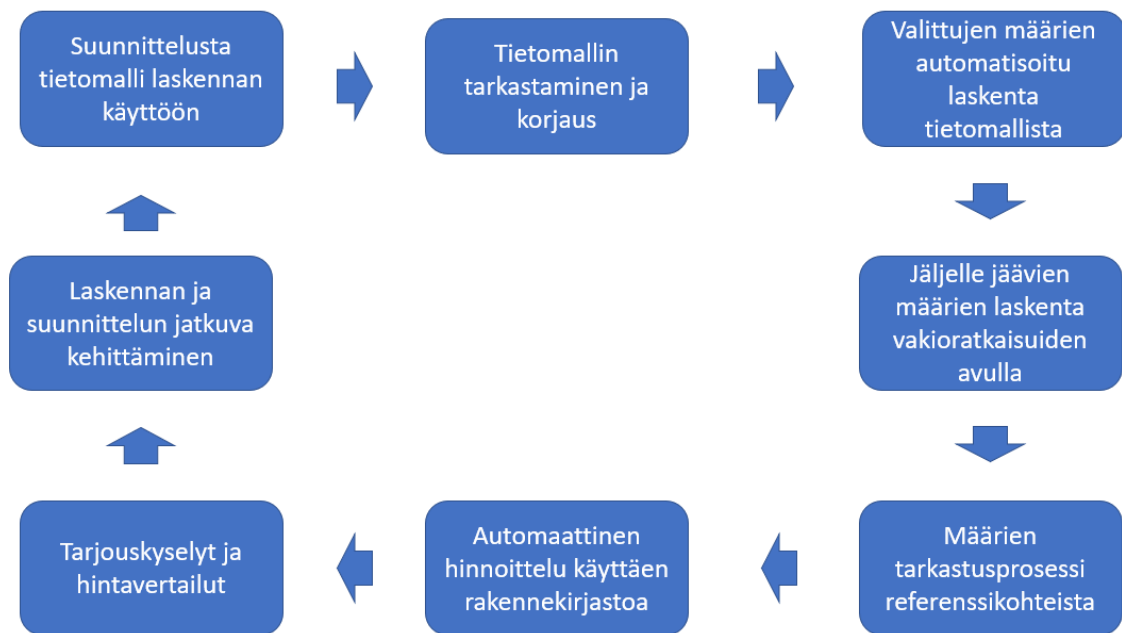 Suunnittelusta
tietomalli laskennan
käyttöön
Tietomallin
tarkastaminen ja
korjaus
Valittujen määrien
automatisoitu
laskenta
tietomallista
Jäljelle jäävien
määrien laskenta
vakioratkaisuiden
avulla
Määrien
tarkastusprosessi
referenssikohteista
Automaattinen
hinnoittelu käyttäen
rakennekirjastoa
Tarjouskyselyt ja
hintavertailut
Laskennan ja
suunnittelun jatkuva
kehittäminen